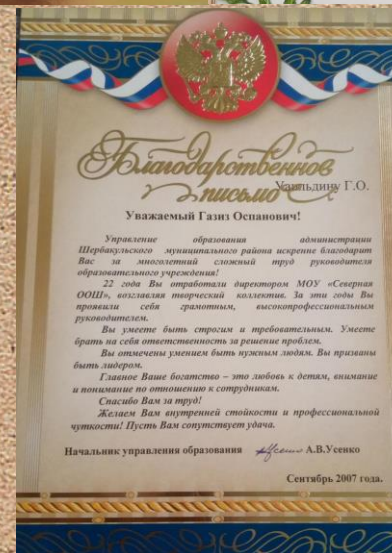 Благодарственное
письмо
Г.О.
Уважаемый Газиз Оспанович!
Управление образования администрации
Шербакульского муниципального района искренне благодарит
Вас за многолетний сложный труд руководителя
образовательного учреждения!
22 года Вы отработали директором МОУ «Северная
ООШ», возглавляя творческий коллектив. За эти годы Вы
проявили себя грамотным, высокопрофессиональным
руководителем.
Вы умеете быть строгим и требовательным. Умеете
брать на себя ответственность за решение проблем.
Вы отмечены умением быть нужным людям. Вы призваны
быть лидером.
Главное Ваше богатство – это любовь к детям, внимание
и понимание по отношению к сотрудникам.
Спасибо Вам за труд!
Желаем Вам внутренней стойкости и профессиональной
чуткости! Пусть Вам сопутствует удача.
Начальник управления образования А.В.Усенко
Сентябрь 2007 года.